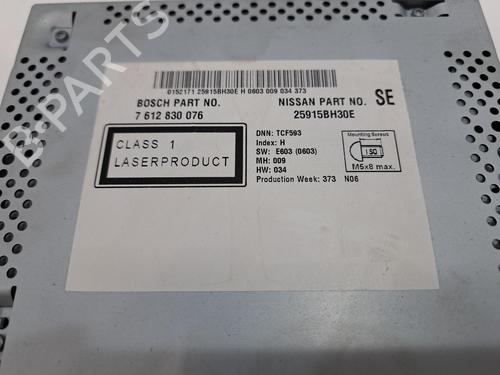 0152171 25915BH30E H 0603 009 034 373
BOSCH PART NO.
7 612 830 076
NISSAN PART NO.
25915BH30E
SE
CLASS 1
LASERPRODUCT
DNN: TCF593
Index: H
SW: E603 (0603)
MH: 009
HW: 034
Production Week: 373 N06
Mounting Screws
ISO
M5x8 max.
B-PARTS